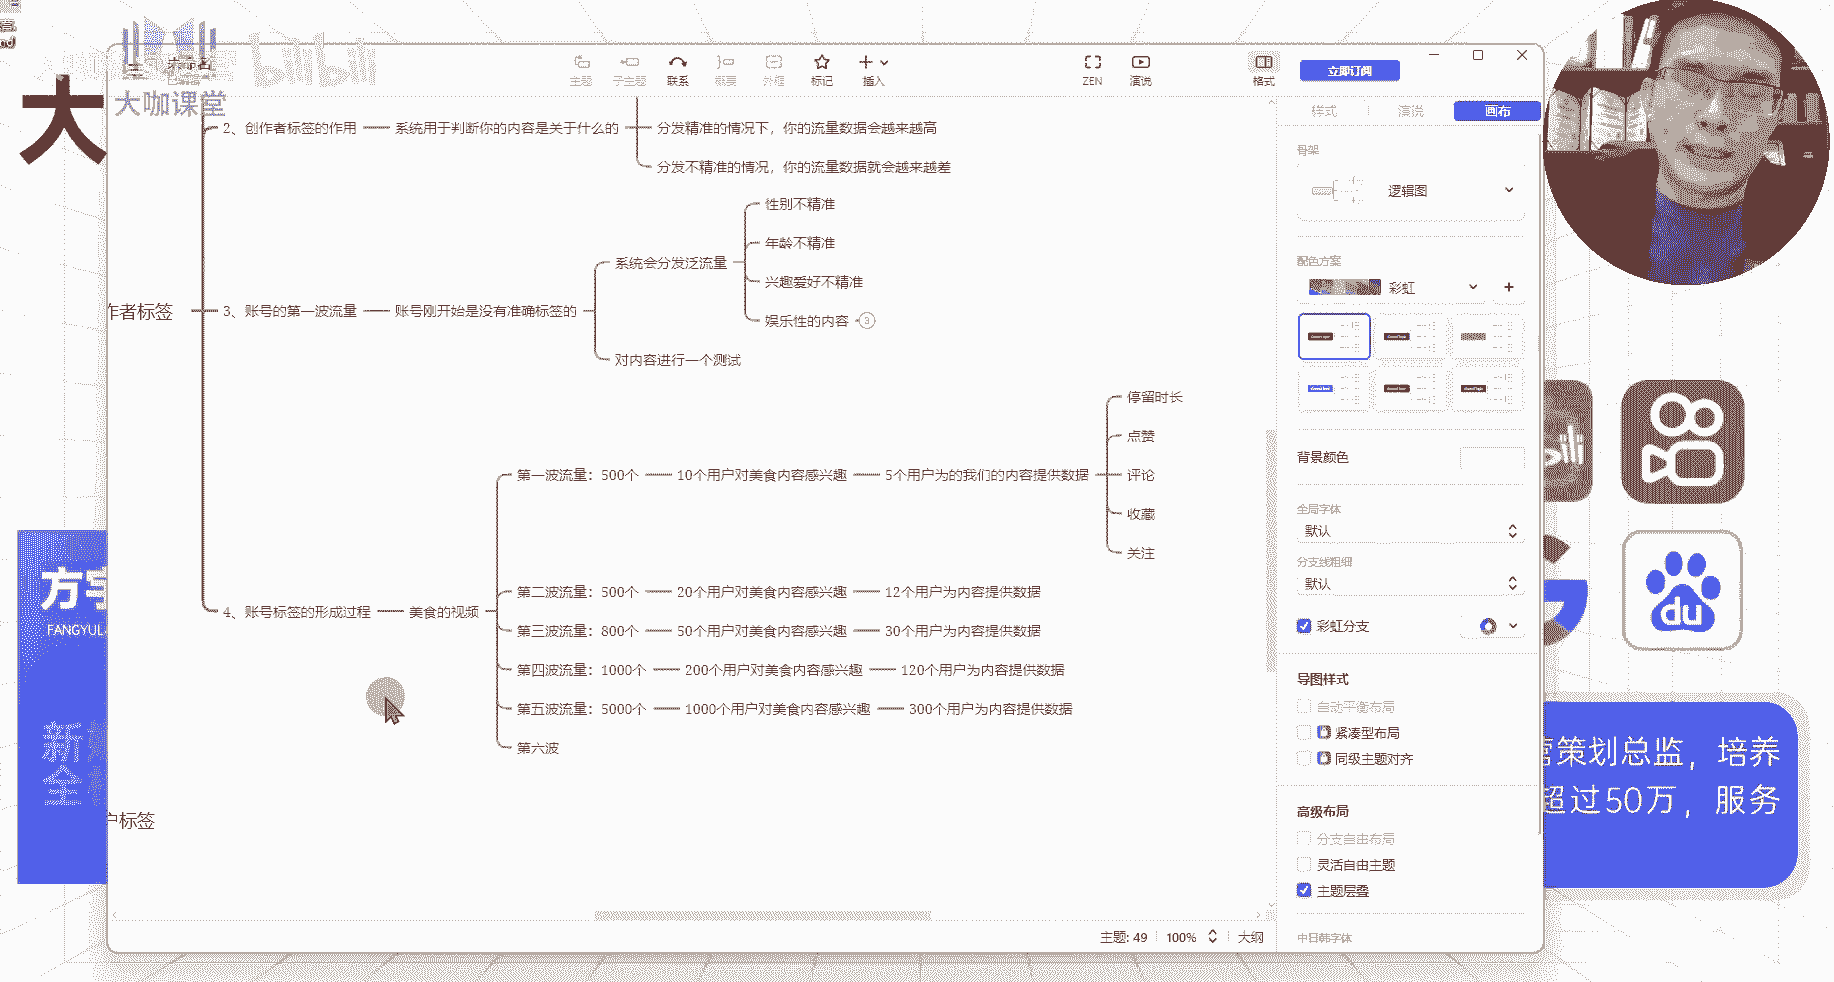 大咖课堂
bilibili
未命名
主题
子主题
联系
概要
外框
标记
插入
ZEN
演说
格式
立即订阅
大
2、创作者标签的作用
系统用于判断你的内容是关于什么的
分发精准的情况下，你的流量数据会越来越高
分发不精准的情况，你的流量数据就会越来越差
作者标签
3、账号的第一波流量
账号刚开始是没有准确标签的
系统会分发泛流量
性别不精准
年龄不精准
兴趣爱好不精准
娱乐性的内容
3
对内容进行一个测试
4、账号标签的形成过程
美食的视频
第一波流量：500个
10个用户对美食内容感兴趣
5个用户为的我们的内容提供数据
停留时长
点赞
评论
收藏
关注
第二波流量：500个
20个用户对美食内容感兴趣
12个用户为内容提供数据
第三波流量：800个
50个用户对美食内容感兴趣
30个用户为内容提供数据
第四波流量：1000个
200个用户对美食内容感兴趣
120个用户为内容提供数据
第五波流量：5000个
1000个用户对美食内容感兴趣
300个用户为内容提供数据
第六波
户标签
主题: 49
100%
大纲
样式
演说
画布
骨架
逻辑图
配色方案
彩虹
背景颜色
全局字体
默认
分支线粗细
默认
彩虹分支
导图样式
自动平衡布局
紧凑型布局
同级主题对齐
高级布局
分支自由布局
灵活自由主题
主题层叠
中日韩字体
方宇
FANGYUL
新
全
du
营策划总监，培养
超过50万，服务